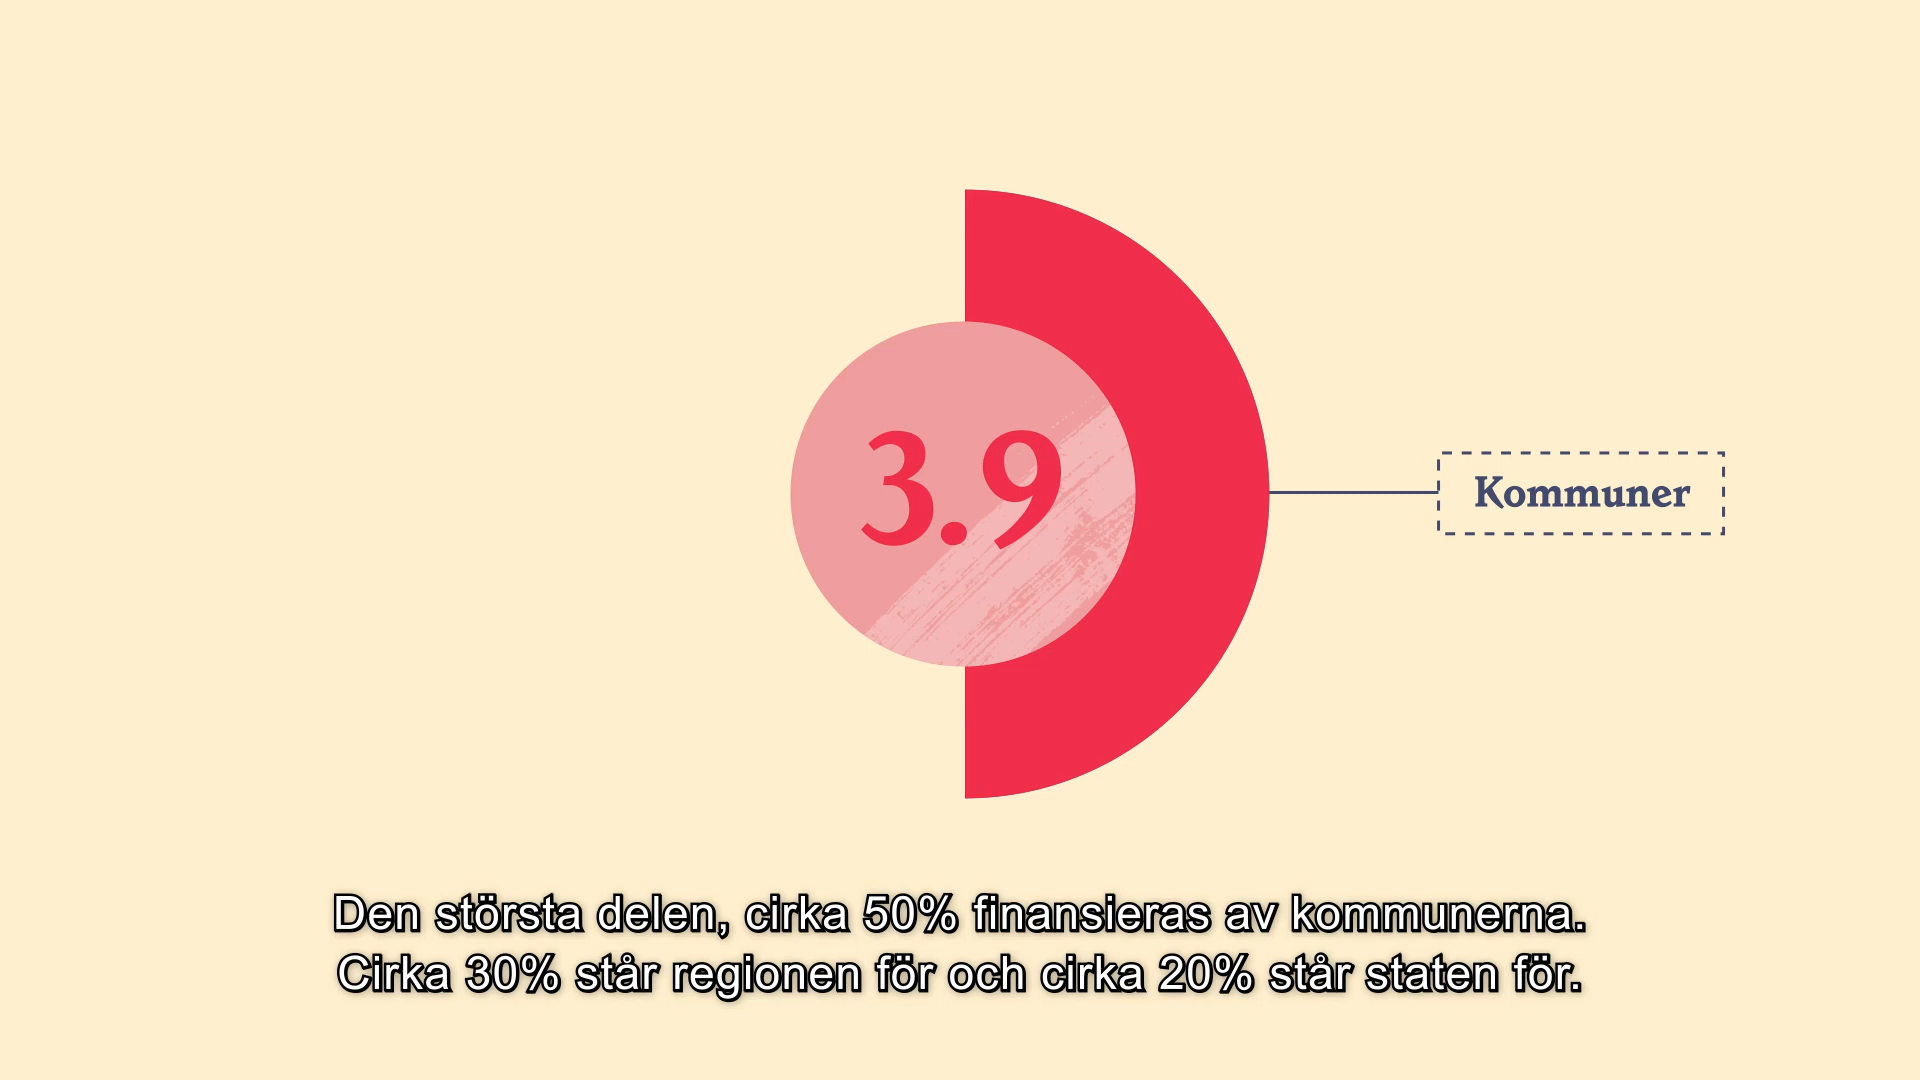 3.9
Kommuner
Den största delen, cirka 50% finansieras av kommunerna.
Cirka 30% står regionen för och cirka 20% står staten för.